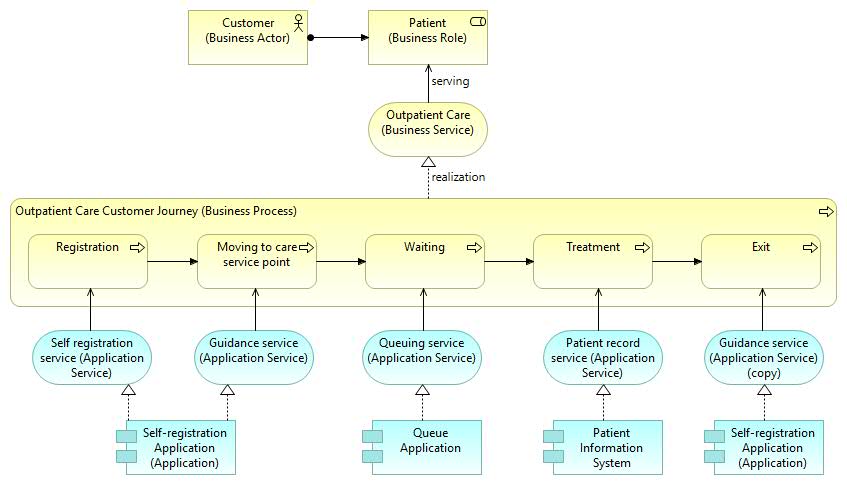 Customer
(Business Actor)
Patient
(Business Role)
serving
Outpatient Care
(Business Service)
realization
Outpatient Care Customer Journey (Business Process)
Registration
Moving to care
service point
Waiting
Treatment
Exit
Self registration
service (Application
Service)
Guidance service
(Application Service)
Queuing service
(Application Service)
Patient record
service (Application
Service)
Guidance service
(Application Service)
(copy)
Self-registration
Application
(Application)
Queue
Application
Patient
Information
System
Self-registration
Application
(Application)